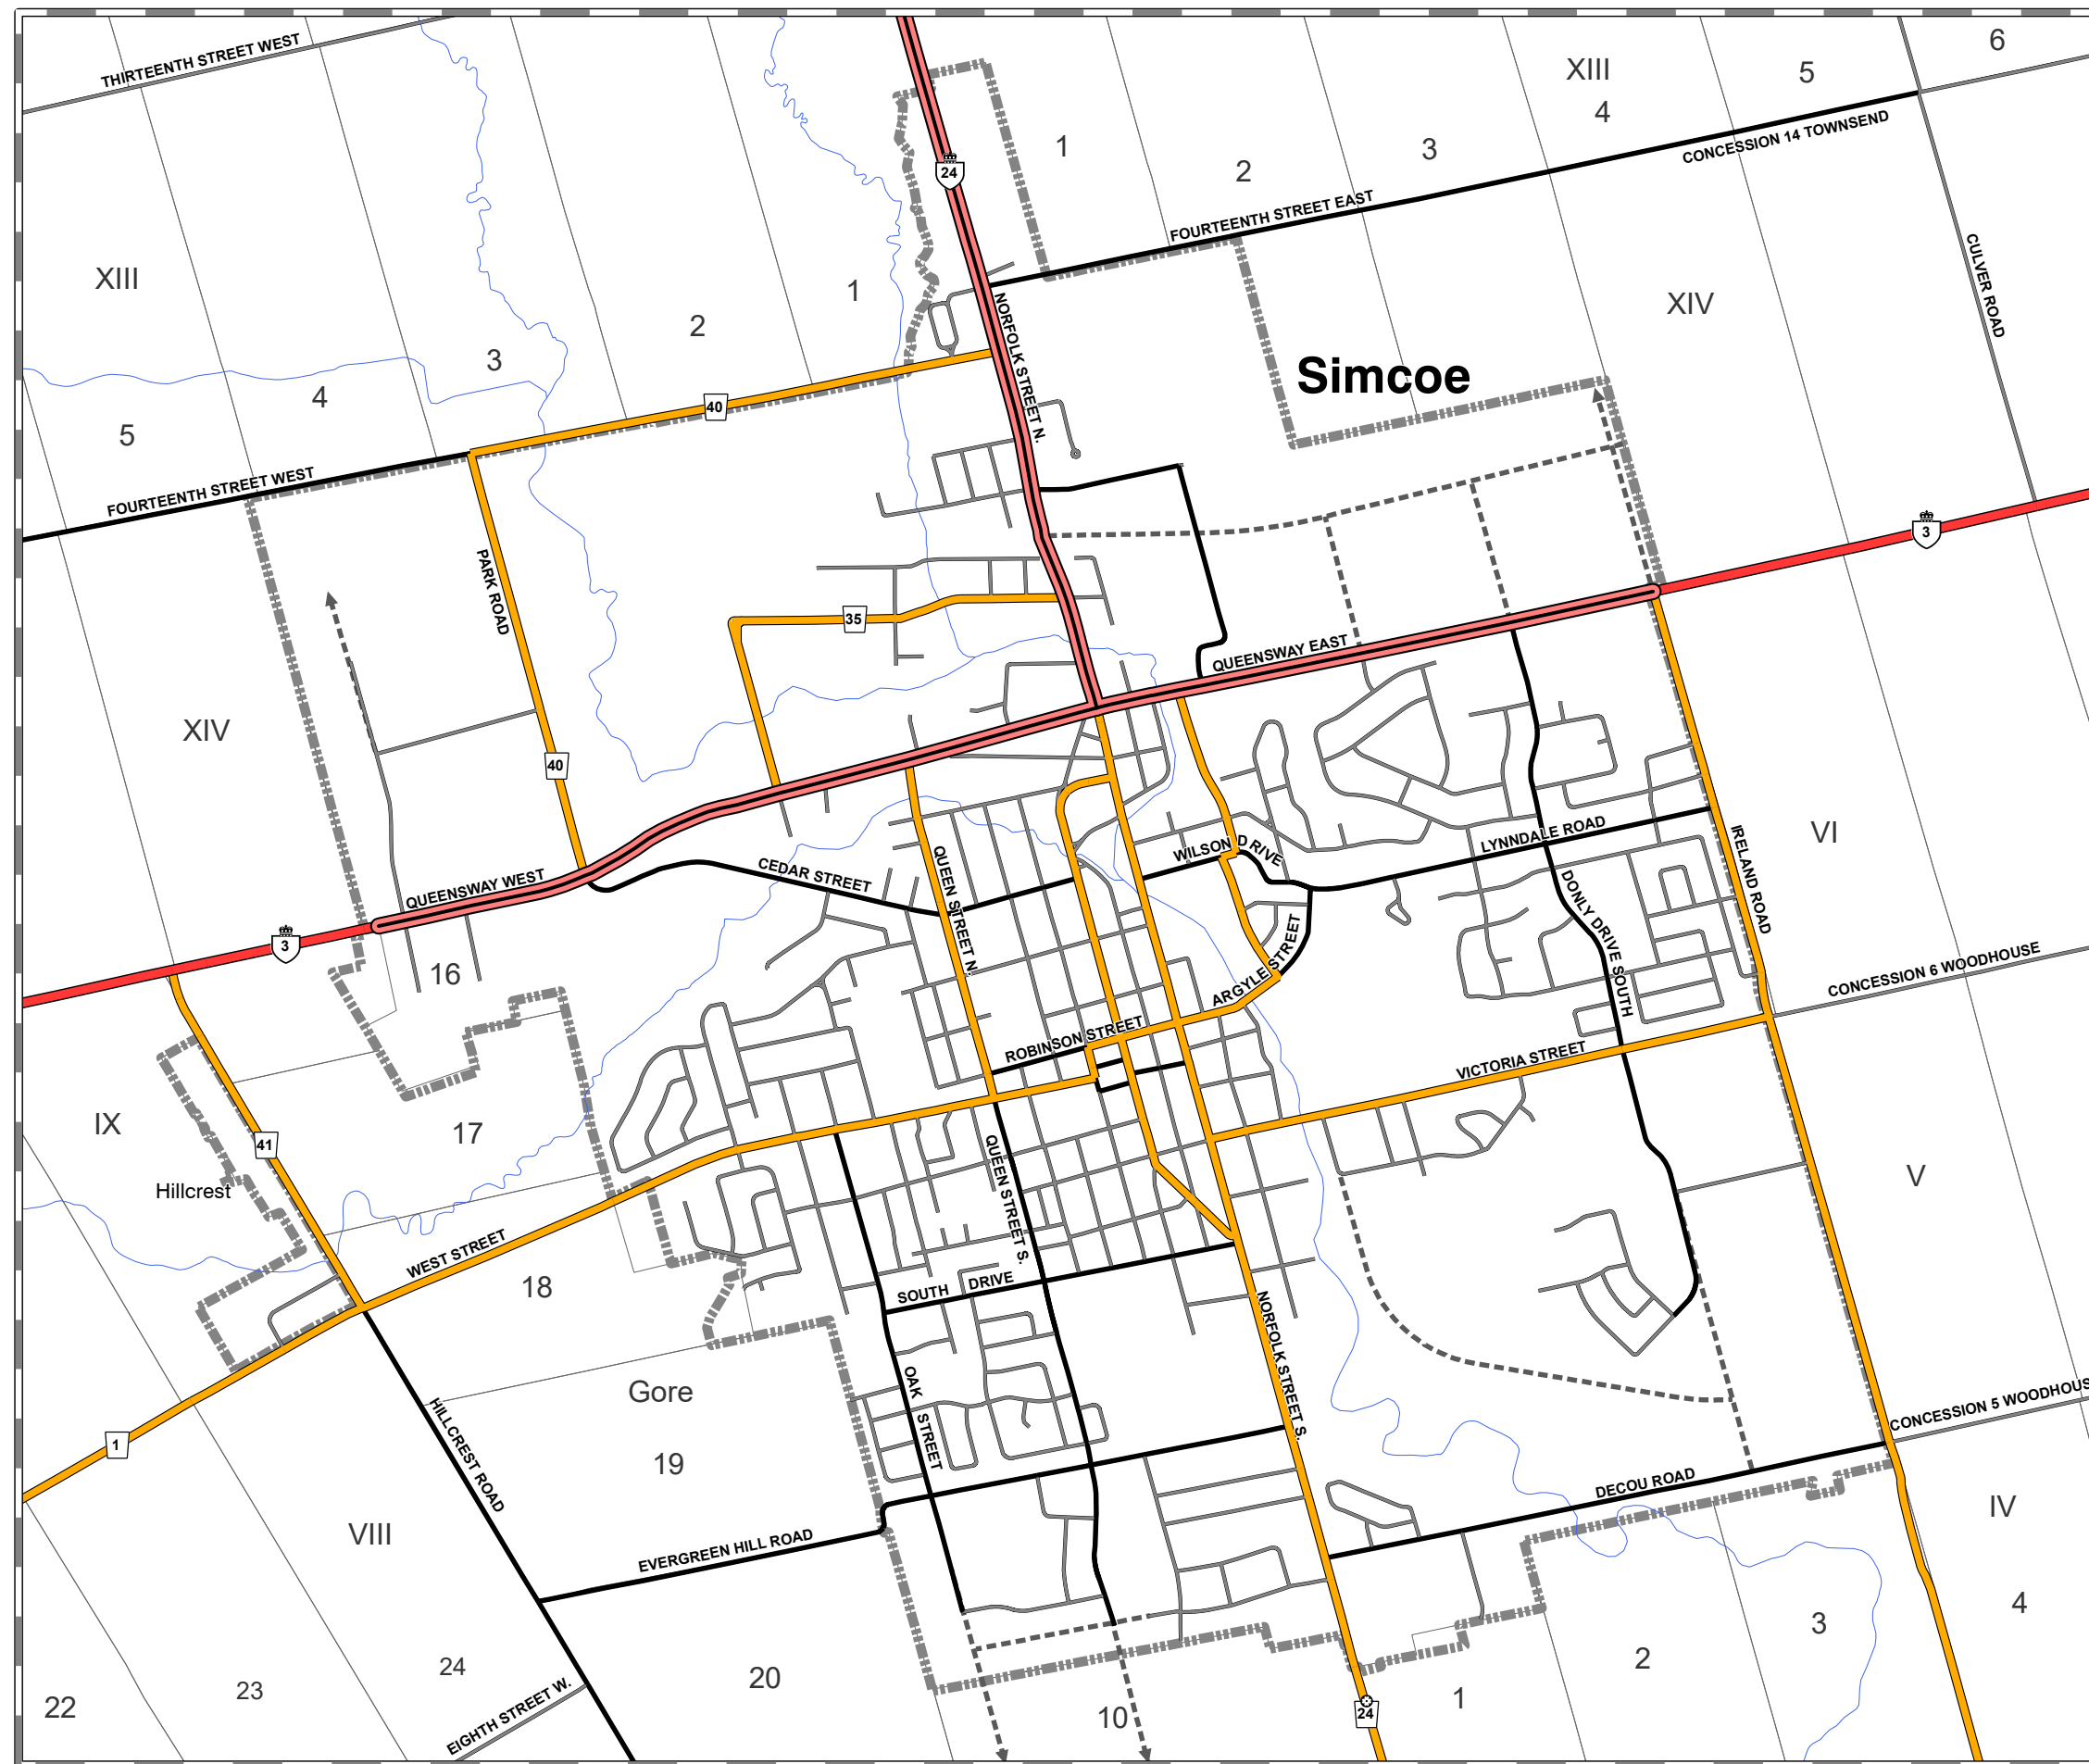 THIRTEENTH STREET WEST
6
XIII
5
4
CONCESSION 14 TOWNSEND
1
2
3
24
FOURTEENTH STREET EAST
CULVER ROAD
XIII
1
2
3
4
5
XIV
NORFOLK STREET N.
Simcoe
40
FOURTEENTH STREET WEST
3
PARK ROAD
35
QUEENSWAY EAST
XIV
40
VI
LYNNDALE ROAD
IRELAND ROAD
WILSON DRIVE
CEDAR STREET
QUEENSWAY WEST
QUEEN STREET N.
DONLY DRIVE SOUTH
3
16
ARGYLE STREET
CONCESSION 6 WOODHOUSE
ROBINSON STREET
VICTORIA STREET
IX
17
41
Hillcrest
V
QUEEN STREET S.
WEST STREET
18
SOUTH DRIVE
NORFOLK STREET S.
Gore
OAK STREET
HILLCREST ROAD
CONCESSION 5 WOODHOUS
1
19
DECOU ROAD
IV
VIII
EVERGREEN HILL ROAD
4
3
2
24
23
22
20
1
10
24
EIGHTH STREET W.